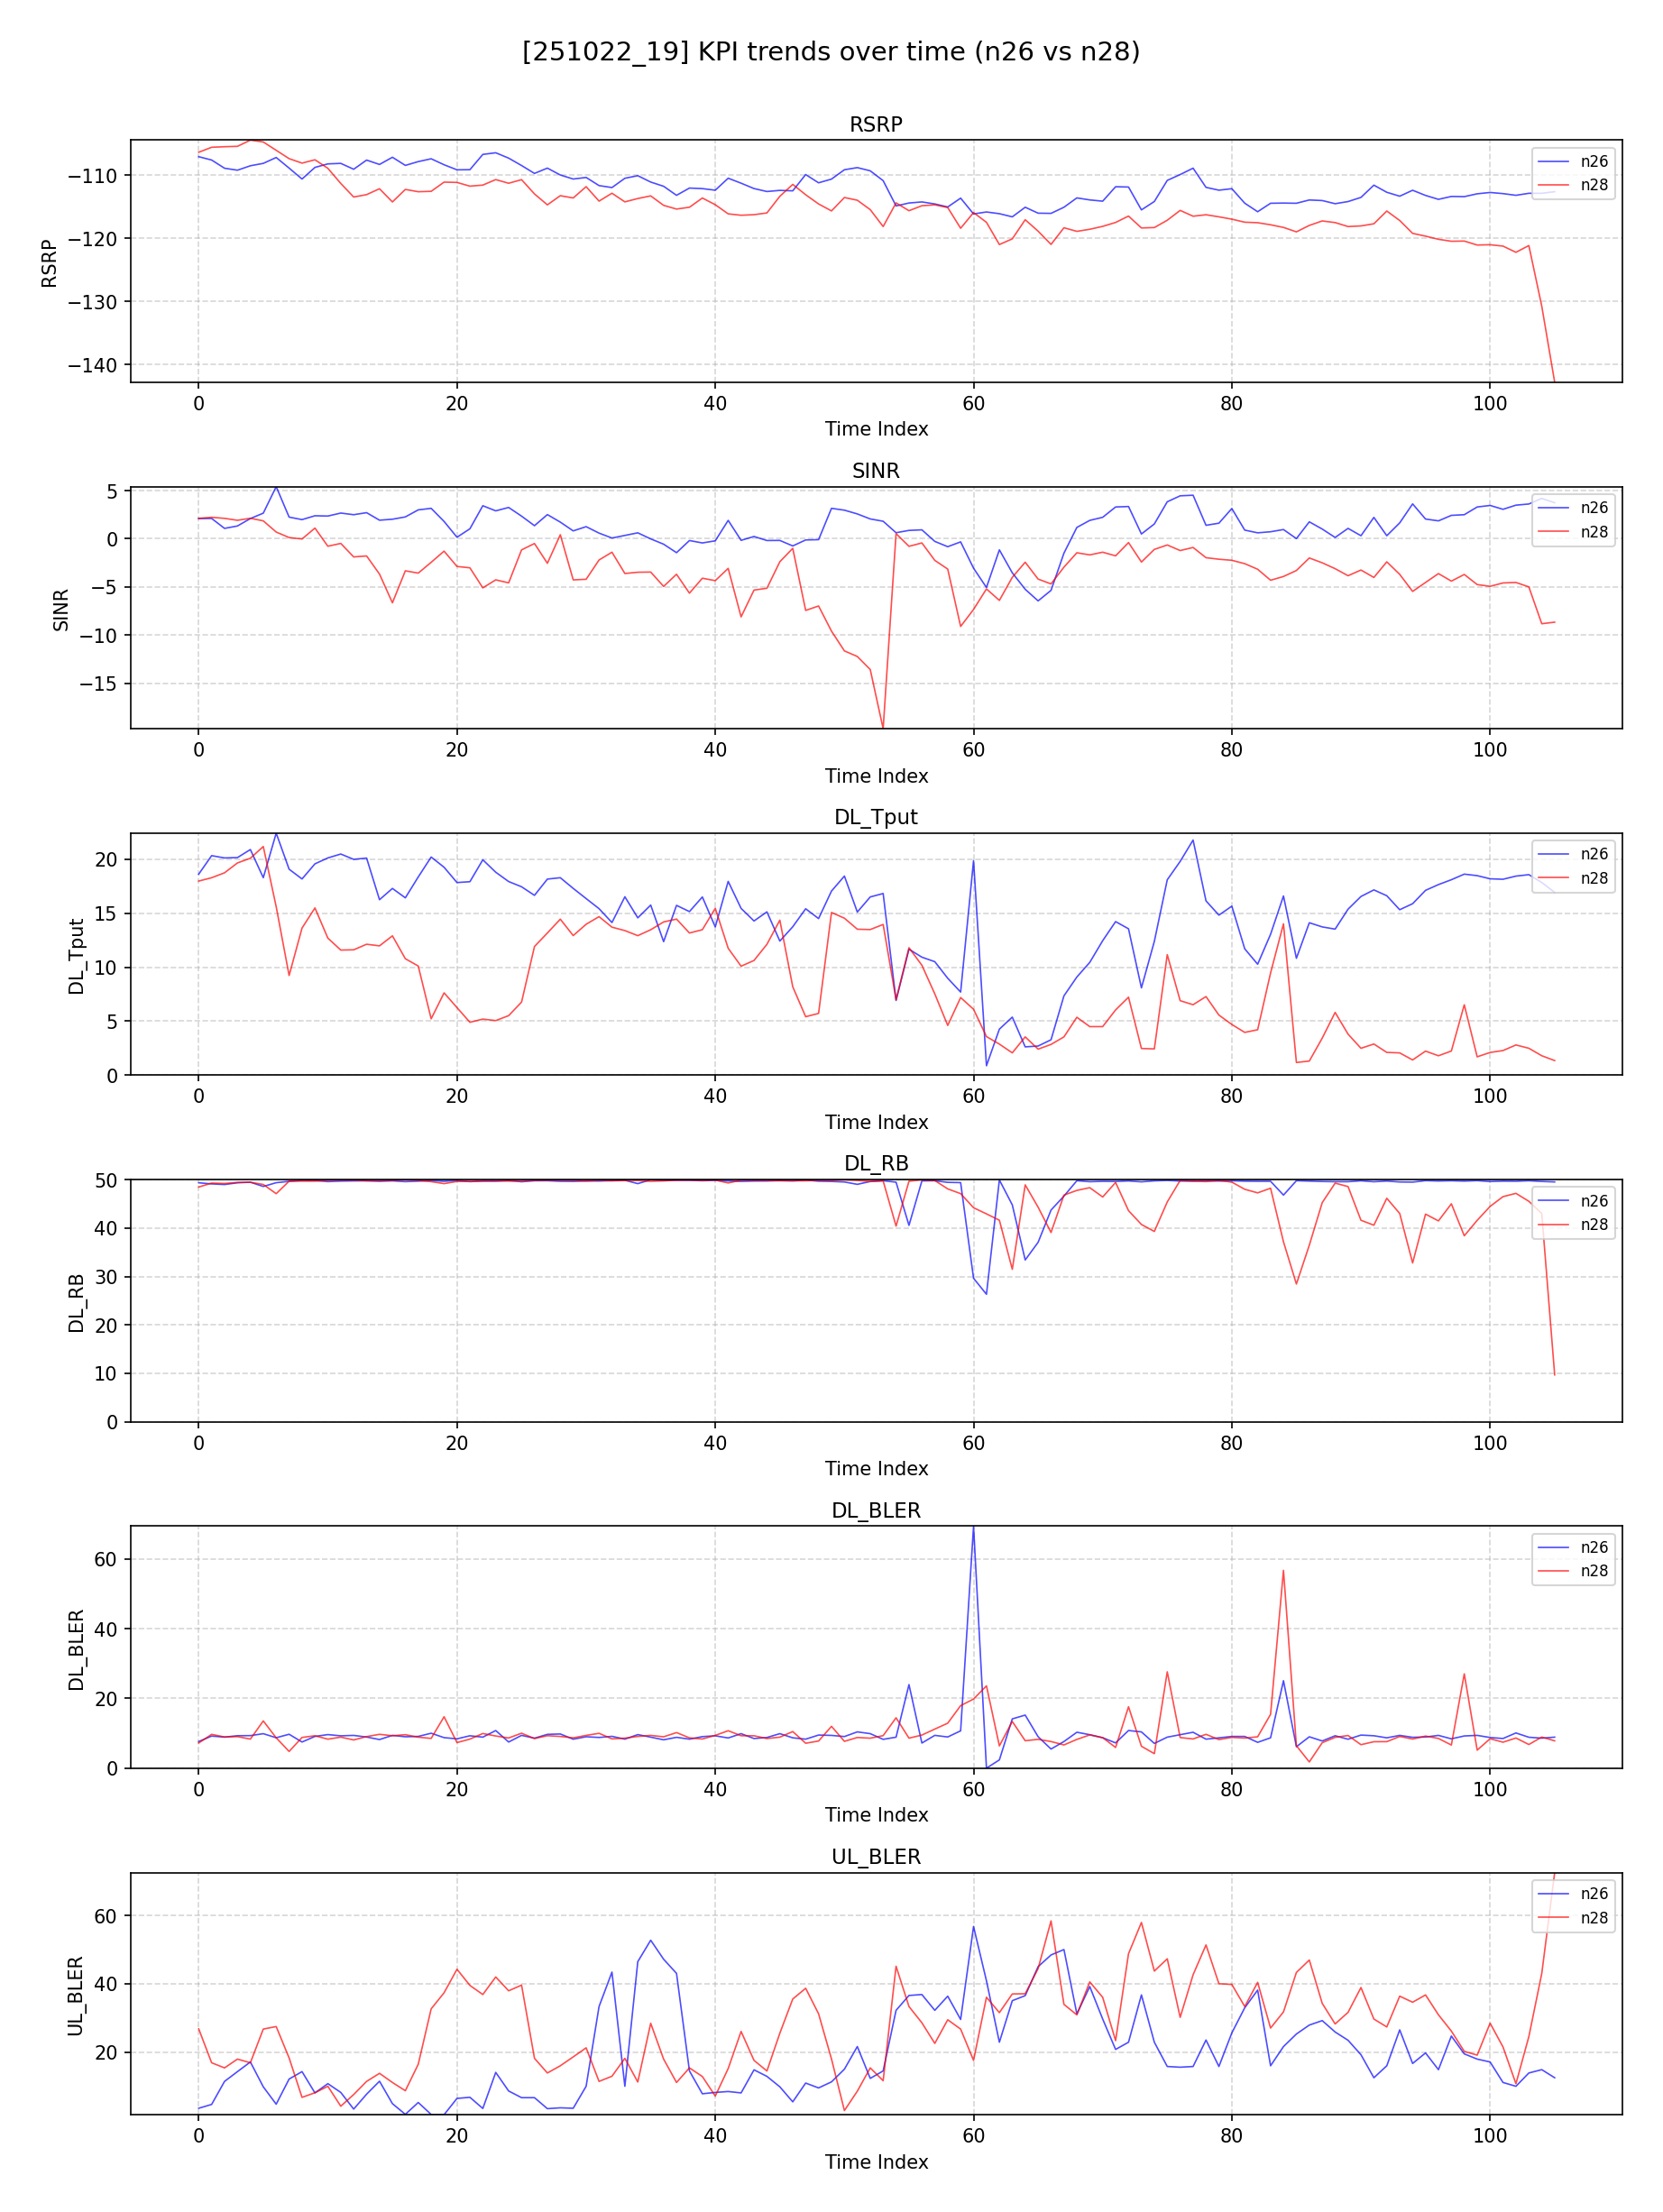 [251022_19] KPI trends over time (n26 vs n28)
RSRP
RSRP
−110
−120
−130
−140
n26
n28
0 20 40 60 80 100
Time Index
SINR
SINR
5
0
−5
−10
−15
n26
n28
0 20 40 60 80 100
Time Index
DL_Tput
DL_Tput
20
15
10
5
0
n26
n28
0 20 40 60 80 100
Time Index
DL_RB
DL_RB
50
40
30
20
10
0
n26
n28
0 20 40 60 80 100
Time Index
DL_BLER
DL_BLER
60
40
20
0
n26
n28
0 20 40 60 80 100
Time Index
UL_BLER
UL_BLER
60
40
20
n26
n28
0 20 40 60 80 100
Time Index